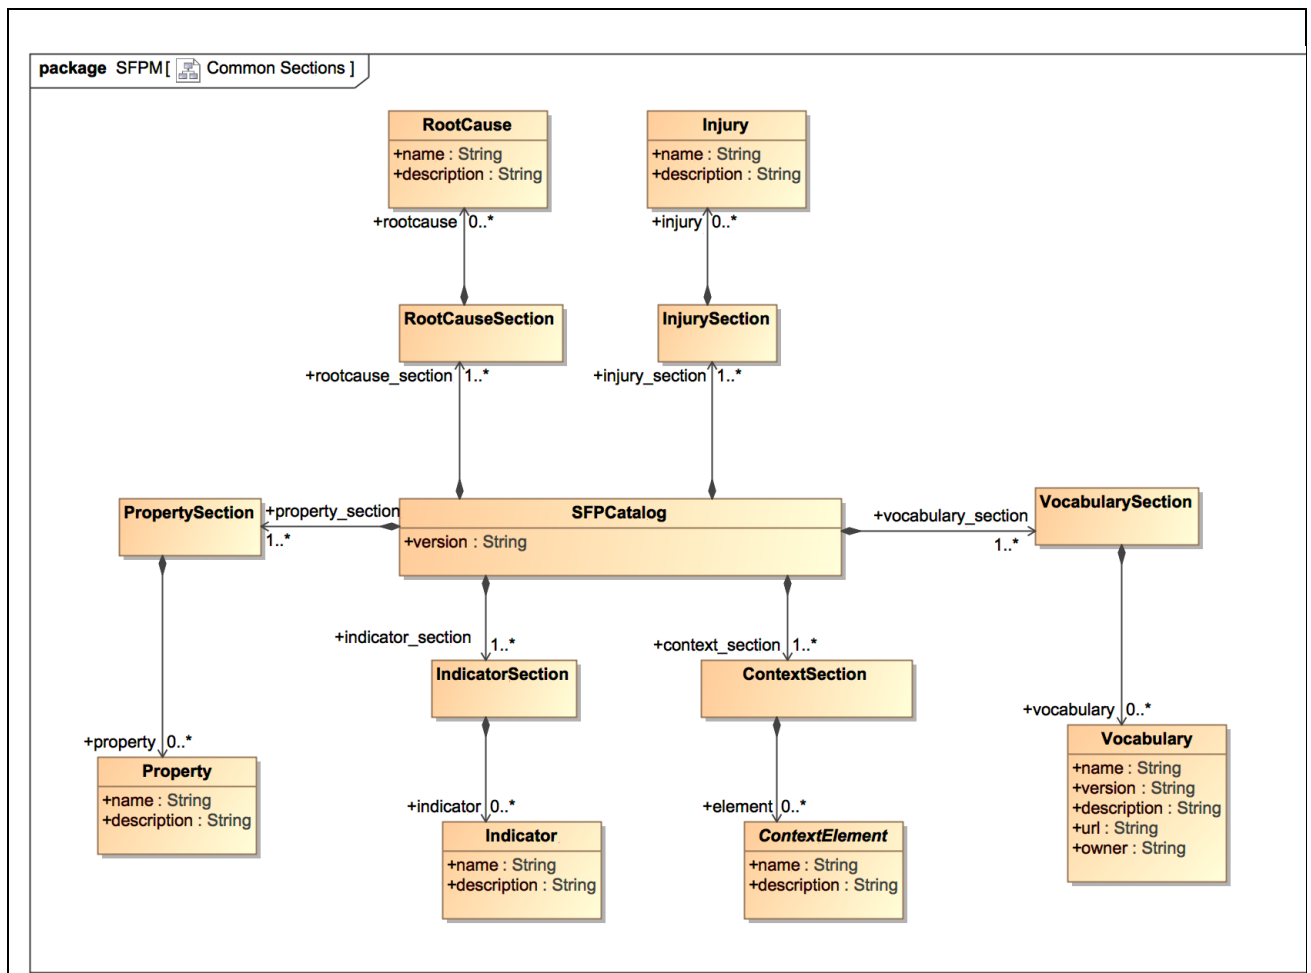 package SFPM[ Common Sections ]
RootCause
+name : String
+description : String
Injury
+name : String
+description : String
+rootcause 0..*
+injury 0..*
RootCauseSection
InjurySection
+rootcause_section 1..*
+injury_section 1..*
PropertySection
+property_section
1..*
SFPCatalog
+version : String
+vocabulary_section
1..*
VocabularySection
+indicator_section
1..*
+context_section 1..*
IndicatorSection
ContextSection
+vocabulary 0..*
+property 0..*
Property
+name : String
+description : String
Vocabulary
+name : String
+version : String
+description : String
+url : String
+owner : String
+indicator 0..*
+element 0..*
Indicator
+name : String
+description : String
ContextElement
+name : String
+description : String